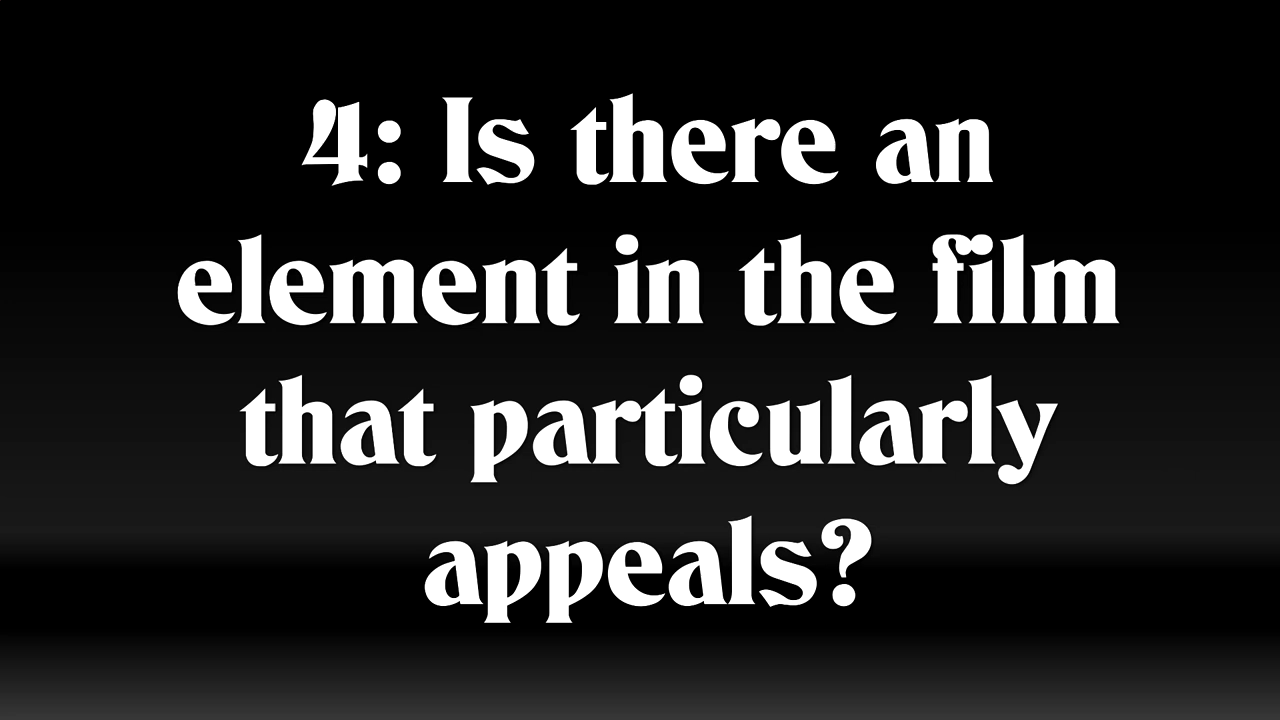 4: Is there an
element in the film
that particularly
appeals?